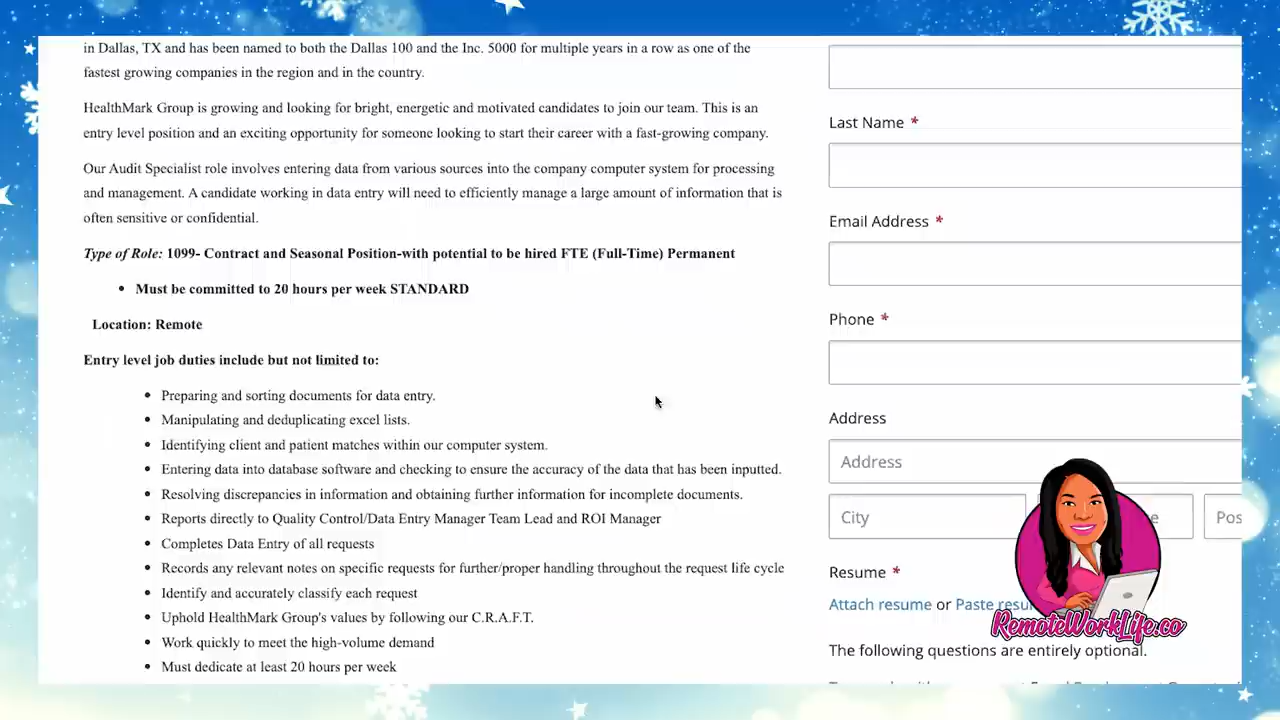 in Dallas, TX and has been named to both the Dallas 100 and the Inc. 5000 for multiple years in a row as one of the
fastest growing companies in the region and in the country.
HealthMark Group is growing and looking for bright, energetic and motivated candidates to join our team. This is an
entry level position and an exciting opportunity for someone looking to start their career with a fast-growing company.
Our Audit Specialist role involves entering data from various sources into the company computer system for processing
and management. A candidate working in data entry will need to efficiently manage a large amount of information that is
often sensitive or confidential.
Type of Role: 1099- Contract and Seasonal Position-with potential to be hired FTE (Full-Time) Permanent
• Must be committed to 20 hours per week STANDARD
Location: Remote
Entry level job duties include but not limited to:
• Preparing and sorting documents for data entry.
• Manipulating and deduplicating excel lists.
• Identifying client and patient matches within our computer system.
• Entering data into database software and checking to ensure the accuracy of the data that has been inputted.
• Resolving discrepancies in information and obtaining further information for incomplete documents.
• Reports directly to Quality Control/Data Entry Manager Team Lead and ROI Manager
• Completes Data Entry of all requests
• Records any relevant notes on specific requests for further/proper handling throughout the request life cycle
• Identify and accurately classify each request
• Uphold HealthMark Group's values by following our C.R.A.F.T.
• Work quickly to meet the high-volume demand
• Must dedicate at least 20 hours per week
Last Name *
Email Address *
Phone *
Address
Address
City
Resume *
Attach resume or Paste
RemoteWorkLife.co
The following questions are entirely optional.